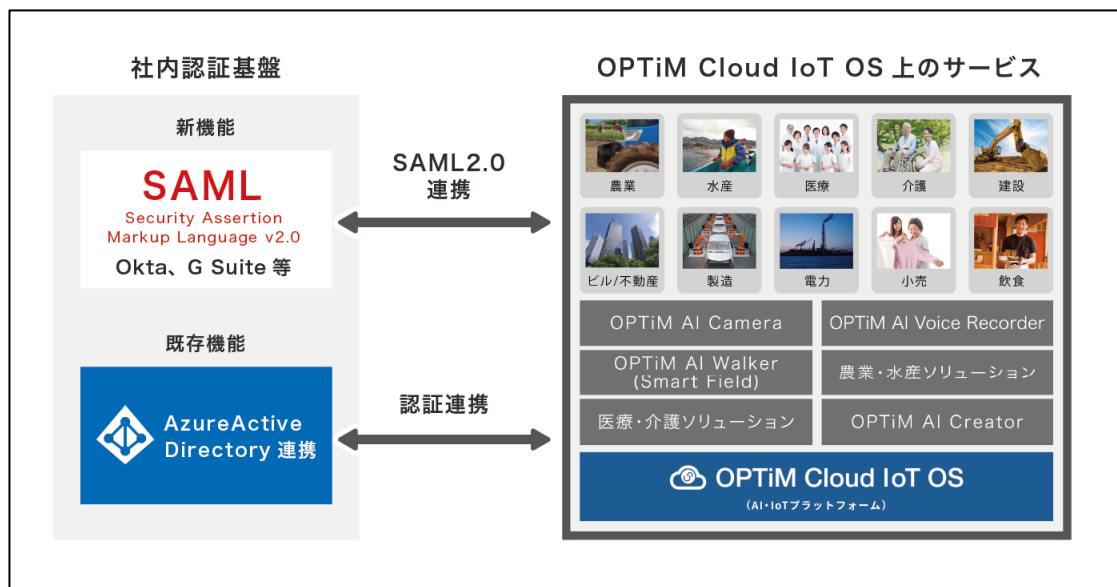 社内認証基盤
新機能
SAML
Security Assertion
Markup Language v2.0
Okta、G Suite 等
既存機能
AzureActive
Directory 連携
SAML2.0
連携
認証連携
OPTiM Cloud IoT OS 上のサービス
農業
水産
医療
介護
建設
ビル/不動産
製造
電力
小売
飲食
OPTiM AI Camera
OPTiM AI Voice Recorder
OPTiM AI Walker
(Smart Field)
農業・水産ソリューション
医療・介護ソリューション
OPTiM AI Creator
OPTiM Cloud IoT OS
(AI・IoTプラットフォーム)